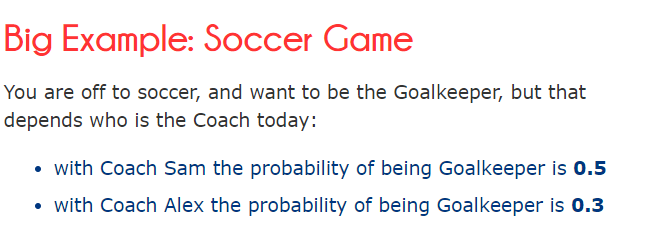 Big Example: Soccer Game
You are off to soccer, and want to be the Goalkeeper, but that
depends who is the Coach today:
• with Coach Sam the probability of being Goalkeeper is 0.5
• with Coach Alex the probability of being Goalkeeper is 0.3